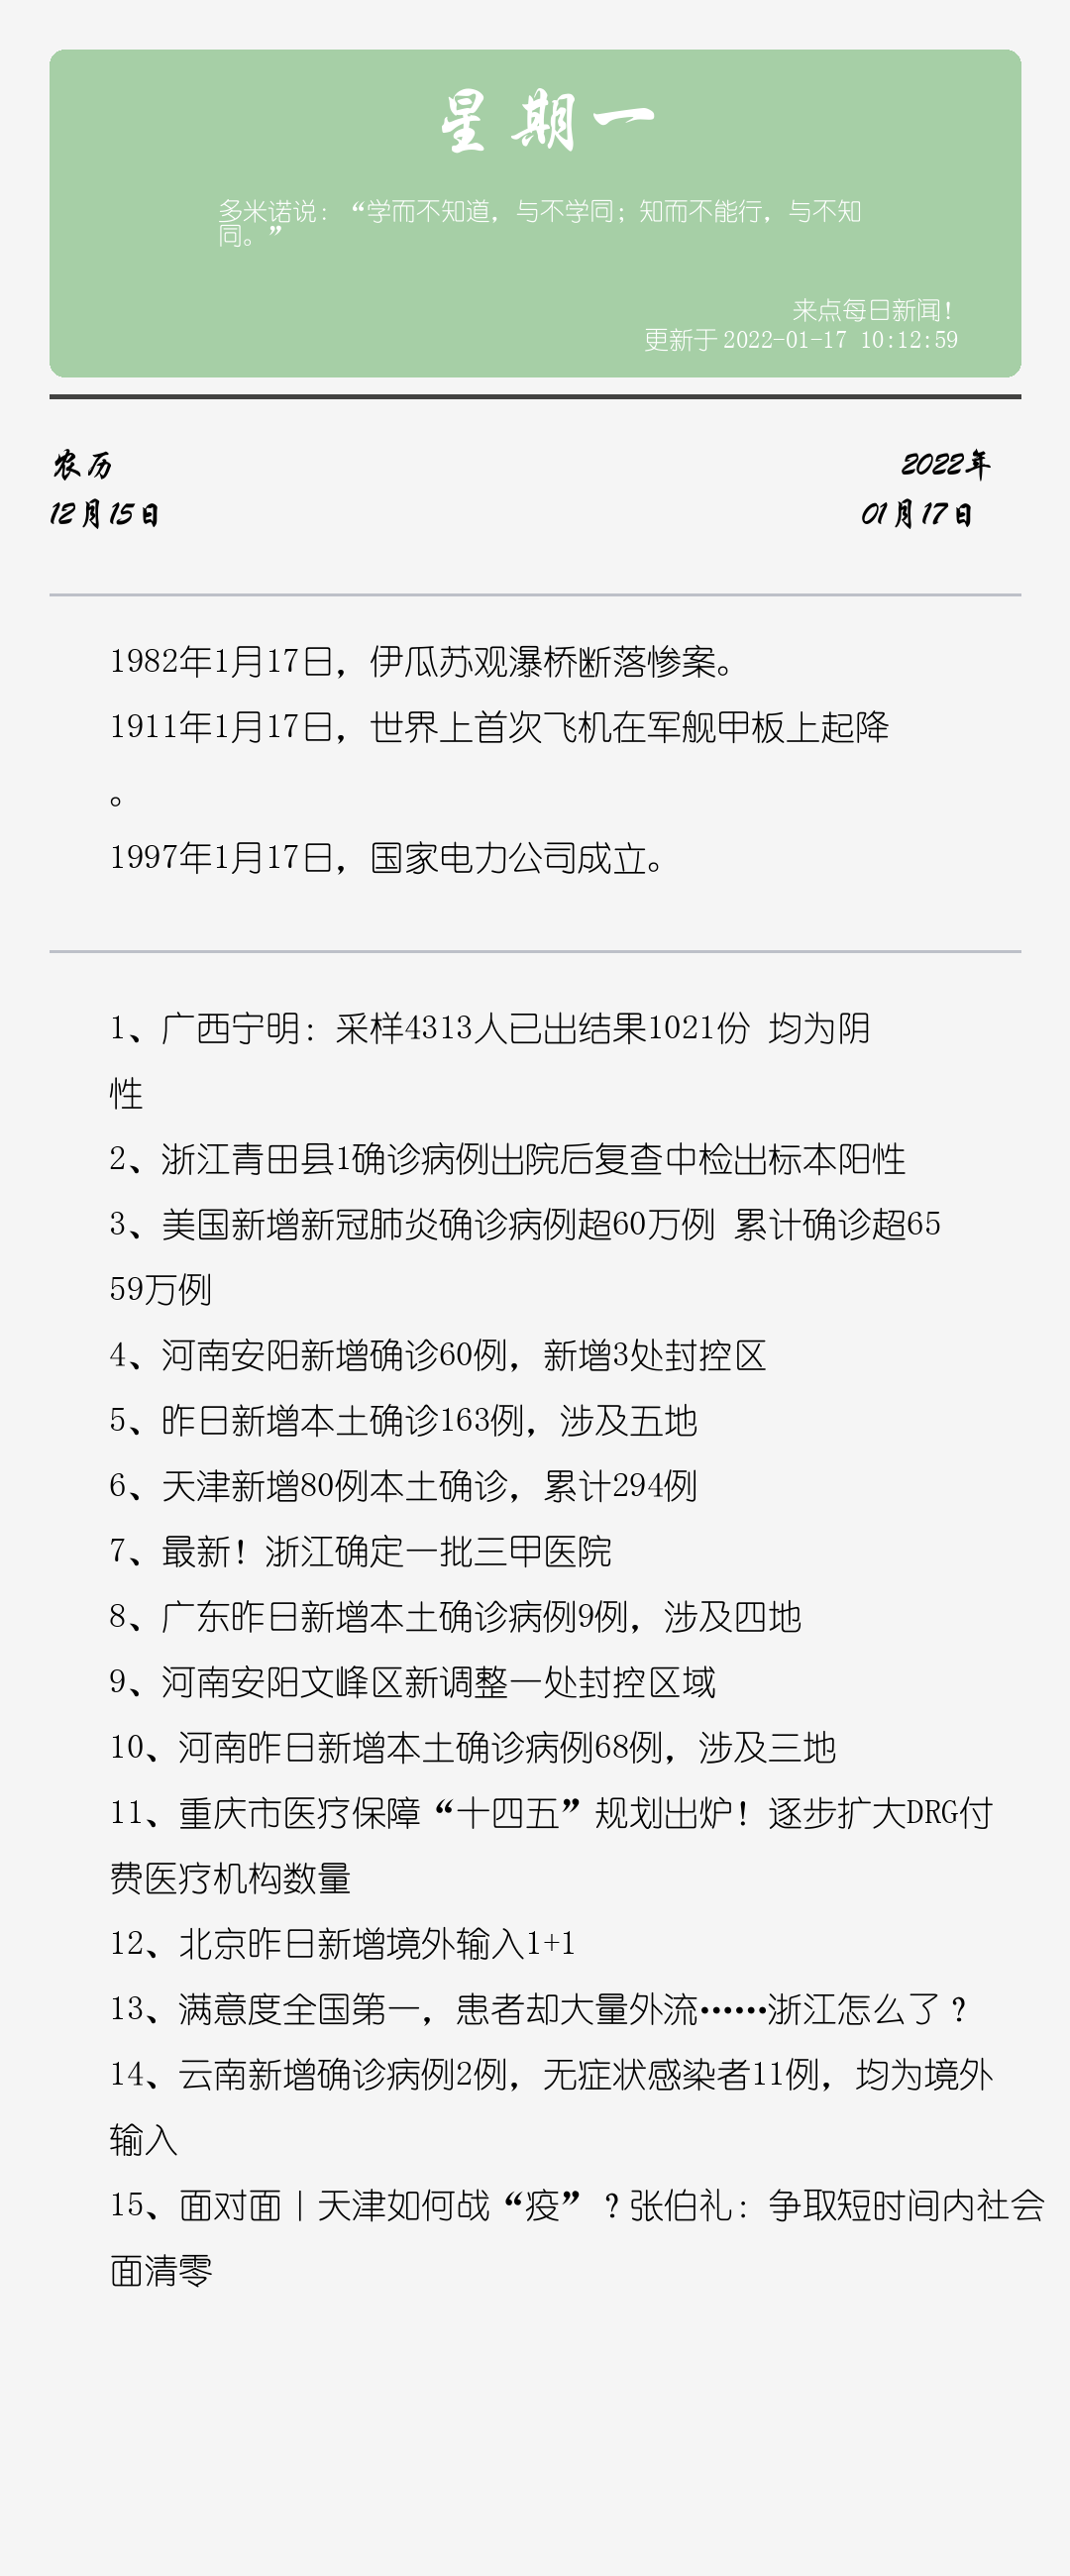 星期一
多米诺说：“学而不知道，与不学同；知而不能行，与不知
同。”
来点每日新闻！
更新于2022-01-17 10:12:59
农历
2022年
12月15日
01月17日
1982年1月17日，伊瓜苏观瀑桥断落惨案。
1911年1月17日，世界上首次飞机在军舰甲板上起降
。
1997年1月17日，国家电力公司成立。
1、广西宁明：采样4313人已出结果1021份 均为阴
性
2、浙江青田县1确诊病例出院后复查中检出标本阳性
3、美国新增新冠肺炎确诊病例超60万例 累计确诊超65
59万例
4、河南安阳新增确诊60例，新增3处封控区
5、昨日新增本土确诊163例，涉及五地
6、天津新增80例本土确诊，累计294例
7、最新！浙江确定一批三甲医院
8、广东昨日新增本土确诊病例9例，涉及四地
9、河南安阳文峰区新调整一处封控区域
10、河南昨日新增本土确诊病例68例，涉及三地
11、重庆市医疗保障“十四五”规划出炉！逐步扩大DRG付
费医疗机构数量
12、北京昨日新增境外输入1+1
13、满意度全国第一，患者却大量外流……浙江怎么了？
14、云南新增确诊病例2例，无症状感染者11例，均为境外
输入
15、面对面丨天津如何战“疫”？张伯礼：争取短时间内社会
面清零